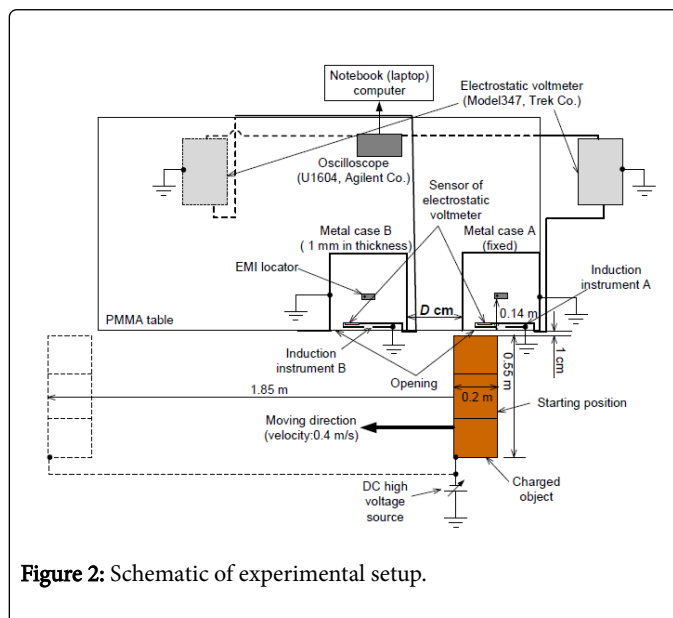 Notebook (laptop)
computer
Electrostatic voltmeter
(Model347, Trek Co.)
Oscilloscope
(U1604, Agilent Co.)
Sensor of
electrostatic
voltmeter
Metal case B
( 1 mm in thickness)
Metal case A
(fixed)
EMI locator
Induction
instrument A
D cm
0.14 m
PMMA table
Induction
instrument B
Opening
1 cm
0.55 m
1.85 m
0.2 m
Starting position
Moving direction
(velocity:0.4 m/s)
DC high
voltage
source
Charged
object
Figure 2: Schematic of experimental setup.